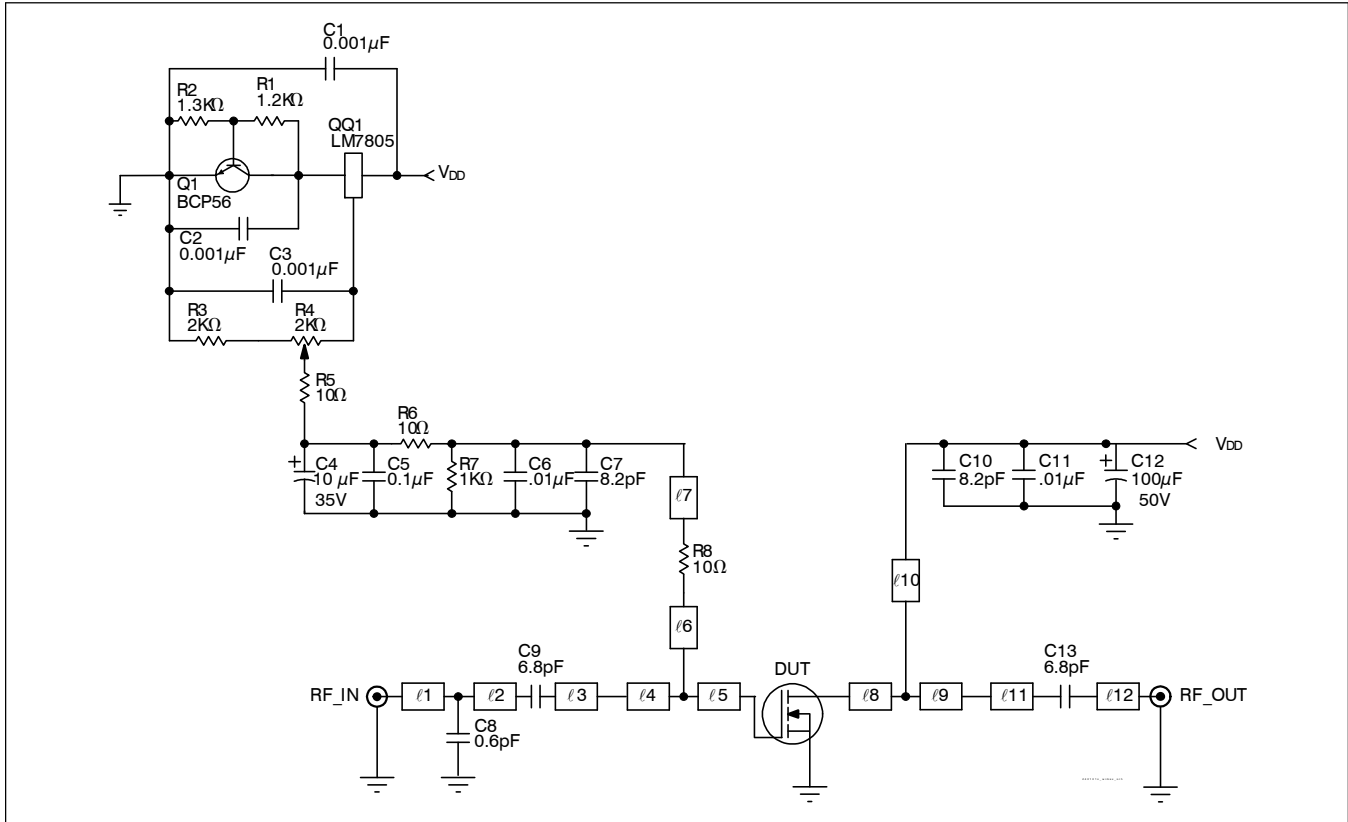 C1
0.001µF
R2
1.3KΩ
R1
1.2KΩ
QQ1
LM7805
VDD
Q1
BCP56
C2
0.001µF
C3
0.001µF
R3
2KΩ
R4
2KΩ
R5
10Ω
R6
10Ω
C4
10 µF
35V
C5
0.1µF
R7
1KΩ
C6
.01µF
C7
8.2pF
ℓ7
R8
10Ω
ℓ6
VDD
C10
8.2pF
C11
.01µF
C12
100µF
50V
ℓ10
RF_IN
ℓ1
ℓ2
C9
6.8pF
ℓ3
ℓ4
ℓ5
DUT
ℓ8
ℓ9
ℓ11
C13
6.8pF
ℓ12
RF_OUT
C8
0.6pF